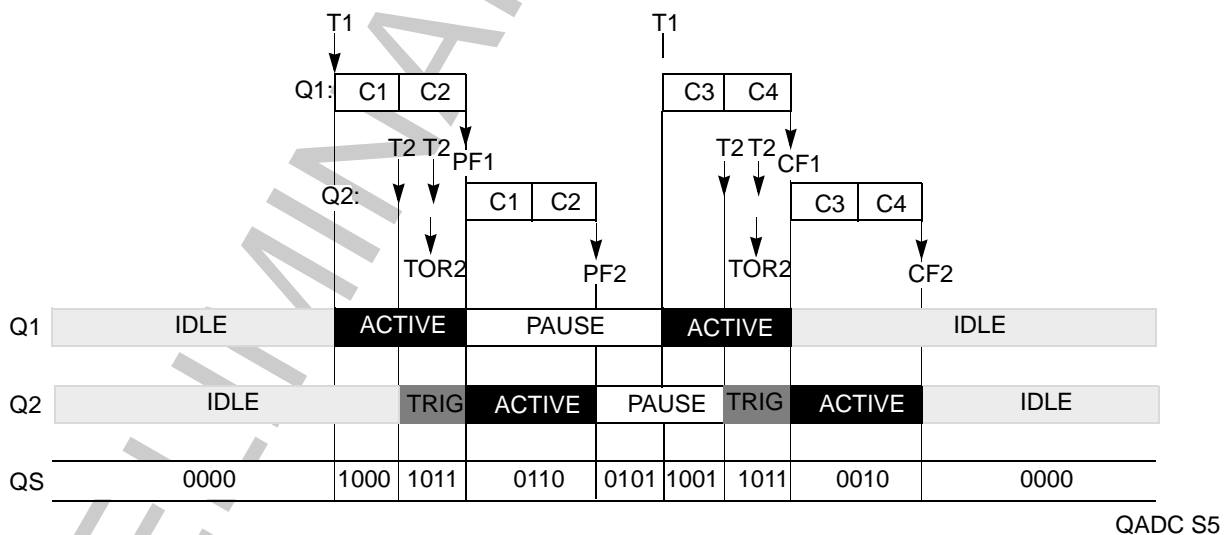 T1 T1
Q1: C1 C2 C3 C4
T2 T2 PF1 T2 T2 CF1
Q2: C1 C2 C3 C4
TOR2 PF2 TOR2 CF2
Q1 IDLE ACTIVE PAUSE ACTIVE IDLE
Q2 IDLE TRIG ACTIVE PAUSE TRIG ACTIVE IDLE
QS 0000 1000 1011 0110 0101 1001 1011 0010 0000
QADC S5